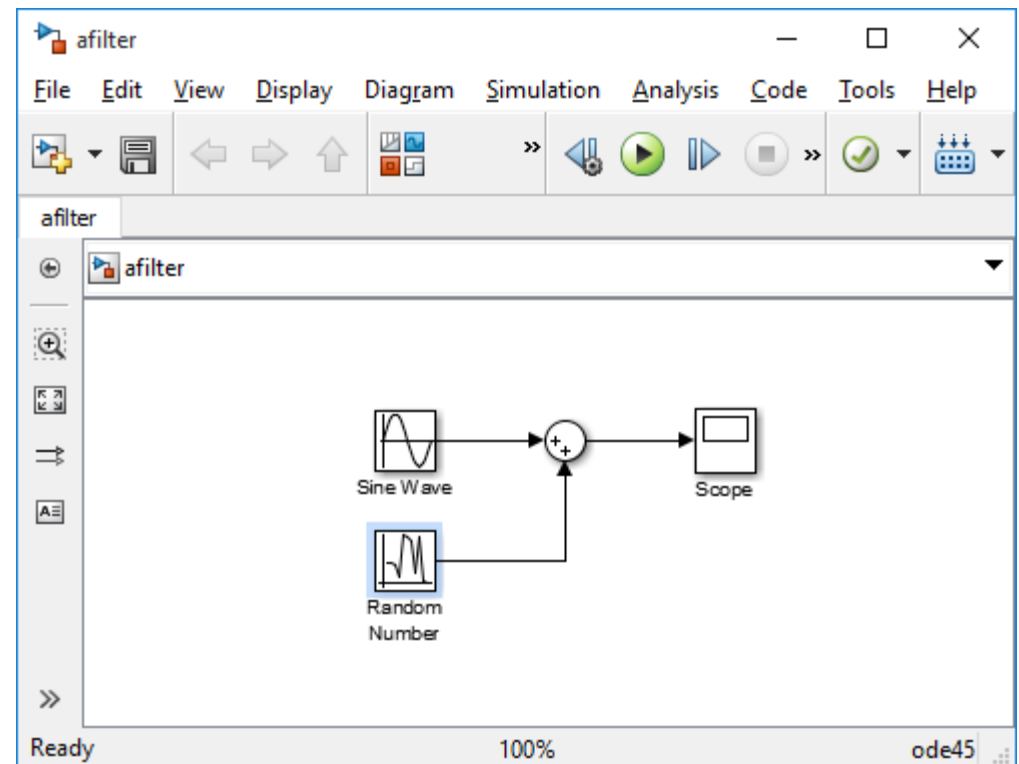 afilter
File Edit View Display Diagram Simulation Analysis Code Tools Help
afilter
afilter
Sine Wave
Scope
Random
Number
Ready 100% ode45